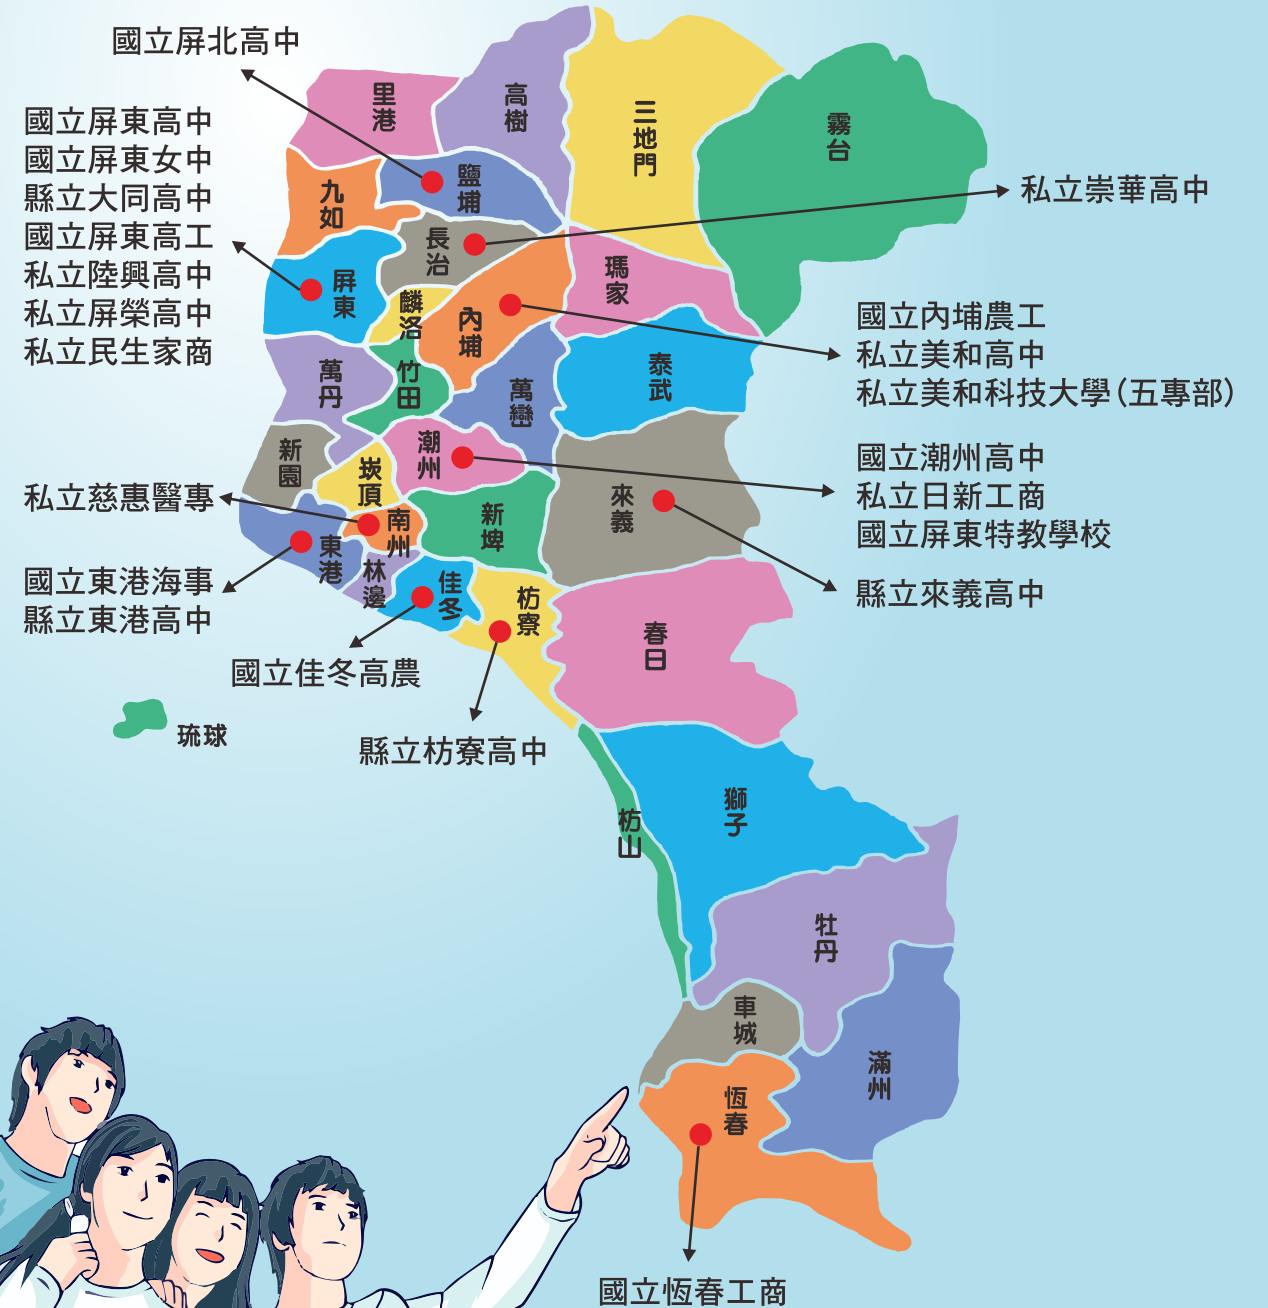 國立屏北高中
國立屏東高中
國立屏東女中
縣立大同高中
國立屏東高工
私立陸興高中
私立屏榮高中
私立民生家商
私立慈惠醫專
國立東港海事
縣立東港高中
國立佳冬高農
縣立枋寮高中
琉球
里港
高樹
三地門
霧台
九如
鹽埔
長治
屏東
麟洛
內埔
瑪家
萬丹
竹田
萬巒
泰武
新園
崁頂
潮州
來義
南州
新埤
東港
林邊
佳冬
枋寮
春日
獅子
枋山
牡丹
車城
滿州
恆春
私立崇華高中
國立內埔農工
私立美和高中
私立美和科技大學(五專部)
國立潮州高中
私立日新工商
國立屏東特教學校
縣立來義高中
國立恆春工商